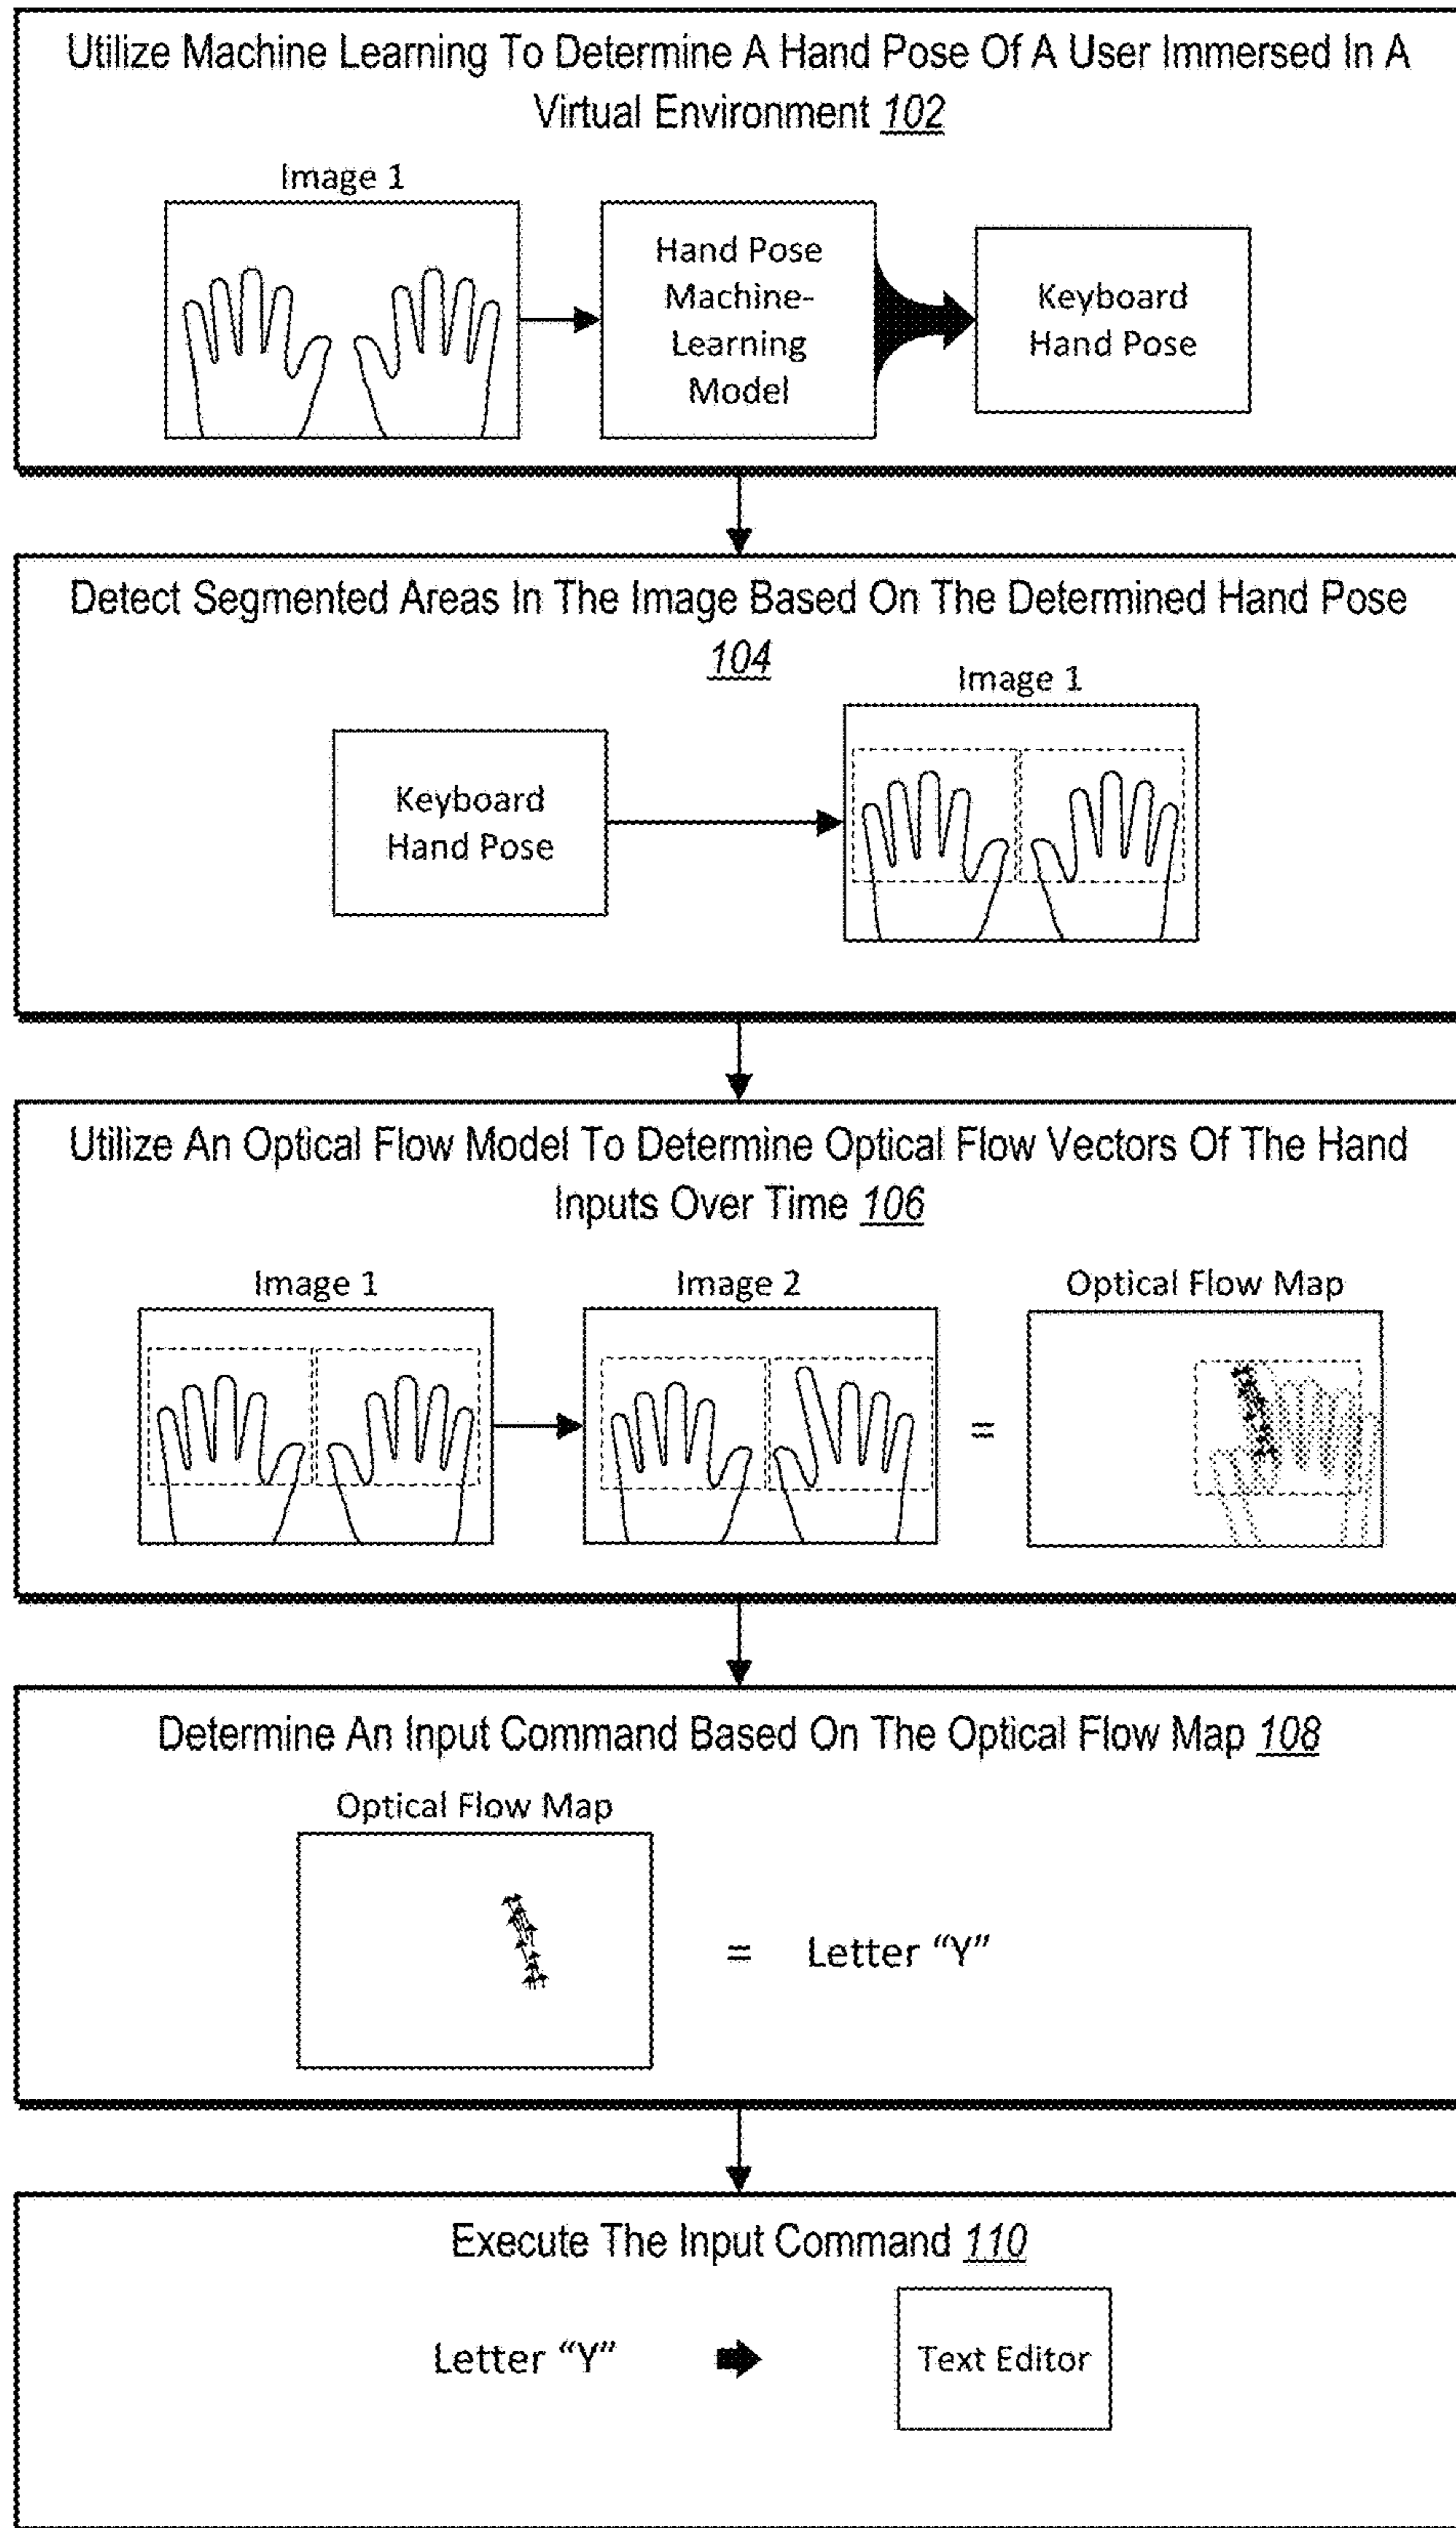 Utilize Machine Learning To Determine A Hand Pose Of A User Immersed In A
Virtual Environment 102
Image 1
Hand Pose
Machine-
Learning
Model
Keyboard
Hand Pose
Detect Segmented Areas In The Image Based On The Determined Hand Pose
104
Image 1
Keyboard
Hand Pose
Utilize An Optical Flow Model To Determine Optical Flow Vectors Of The Hand
Inputs Over Time 106
Image 1
Image 2
Optical Flow Map
=
Determine An Input Command Based On The Optical Flow Map 108
Optical Flow Map
= Letter “Y”
Execute The Input Command 110
Letter “Y”
Text Editor